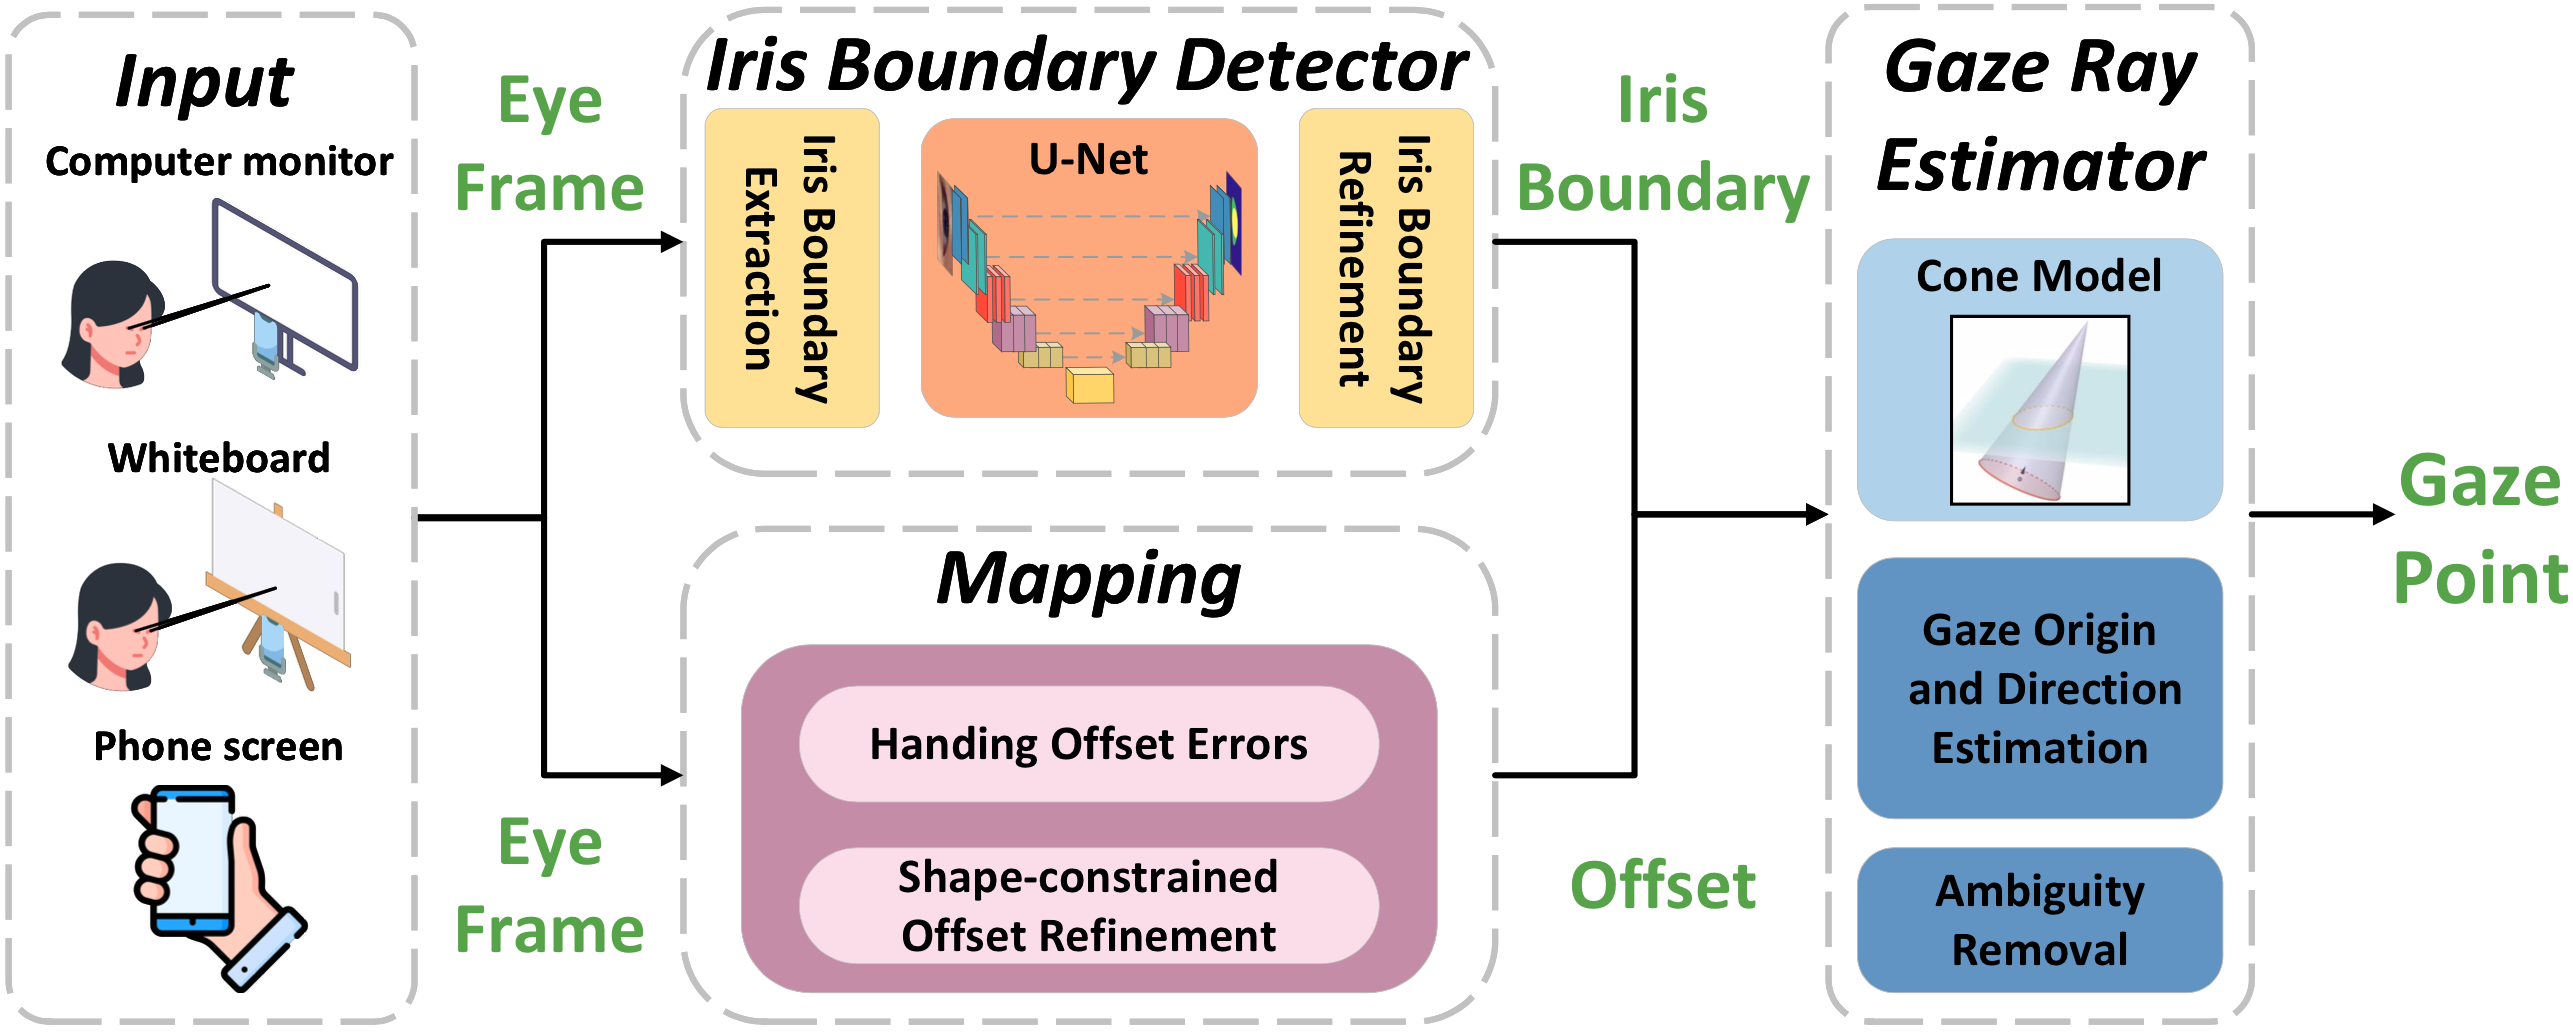 Input
Computer monitor
Whiteboard
Phone screen
Eye
Frame
Eye
Frame
Iris Boundary Detector
Iris Boundary
Extraction
U-Net
Iris Boundary
Refinement
Mapping
Handing Offset Errors
Shape-constrained
Offset Refinement
Iris
Boundary
Offset
Gaze Ray
Estimator
Cone Model
Gaze Origin
and Direction
Estimation
Ambiguity
Removal
Gaze
Point